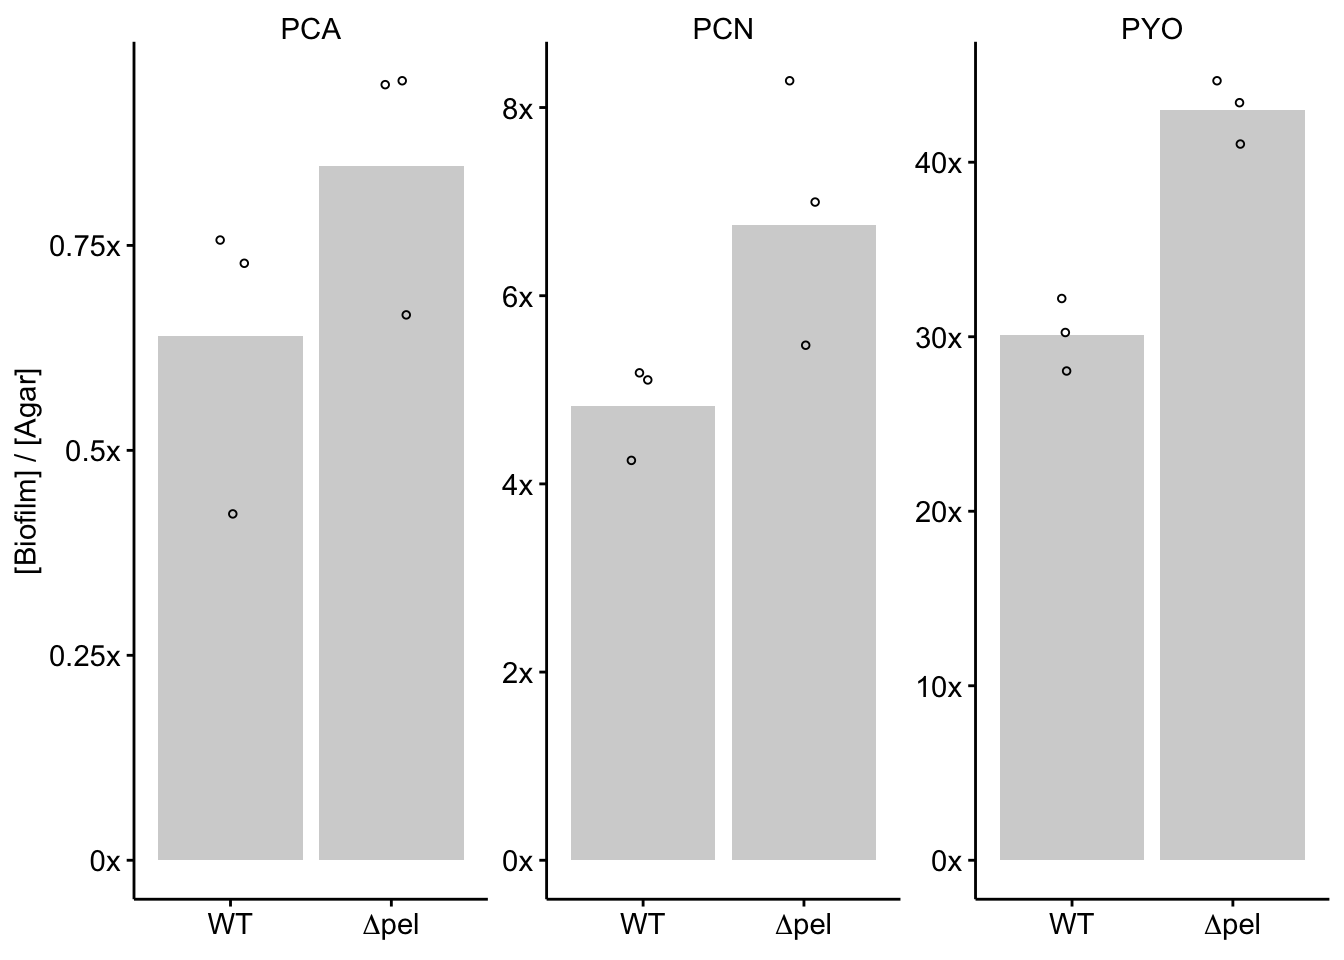 PCA
PCN
PYO
[Biofilm] / [Agar]
0.75x
0.5x
0.25x
0x
WT
Δpel
8x
6x
4x
2x
0x
WT
Δpel
40x
30x
20x
10x
0x
WT
Δpel